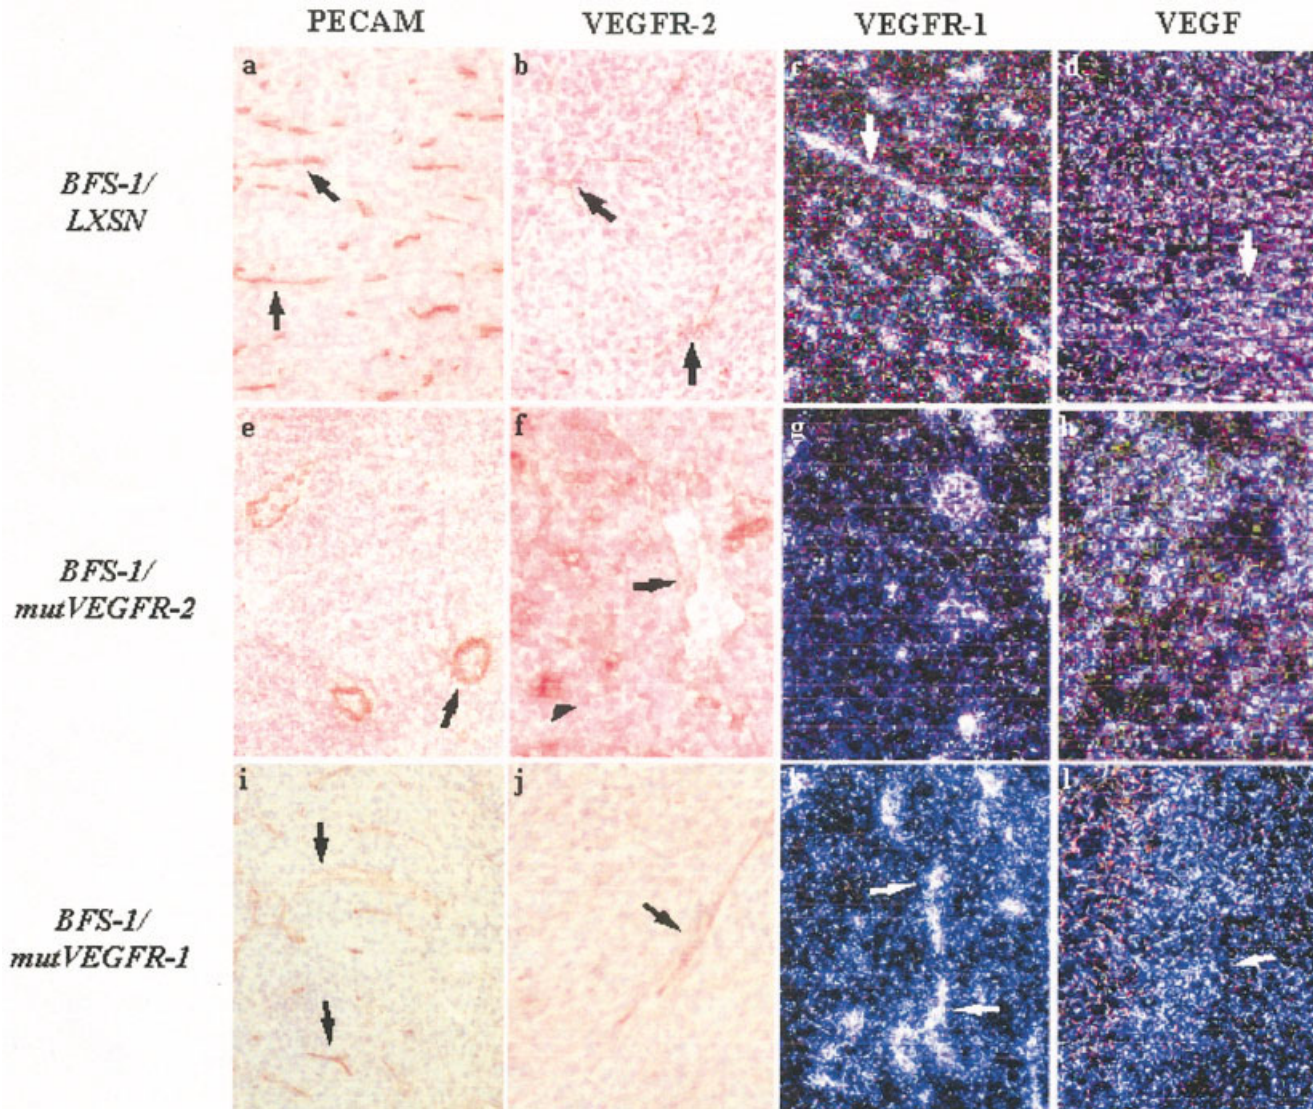 PECAM VEGFR-2 VEGFR-1 VEGF
BFS-1/
LXSN
a b c d
BFS-1/
mutVEGFR-2
e f g h
BFS-1/
mutVEGFR-1
i j k l